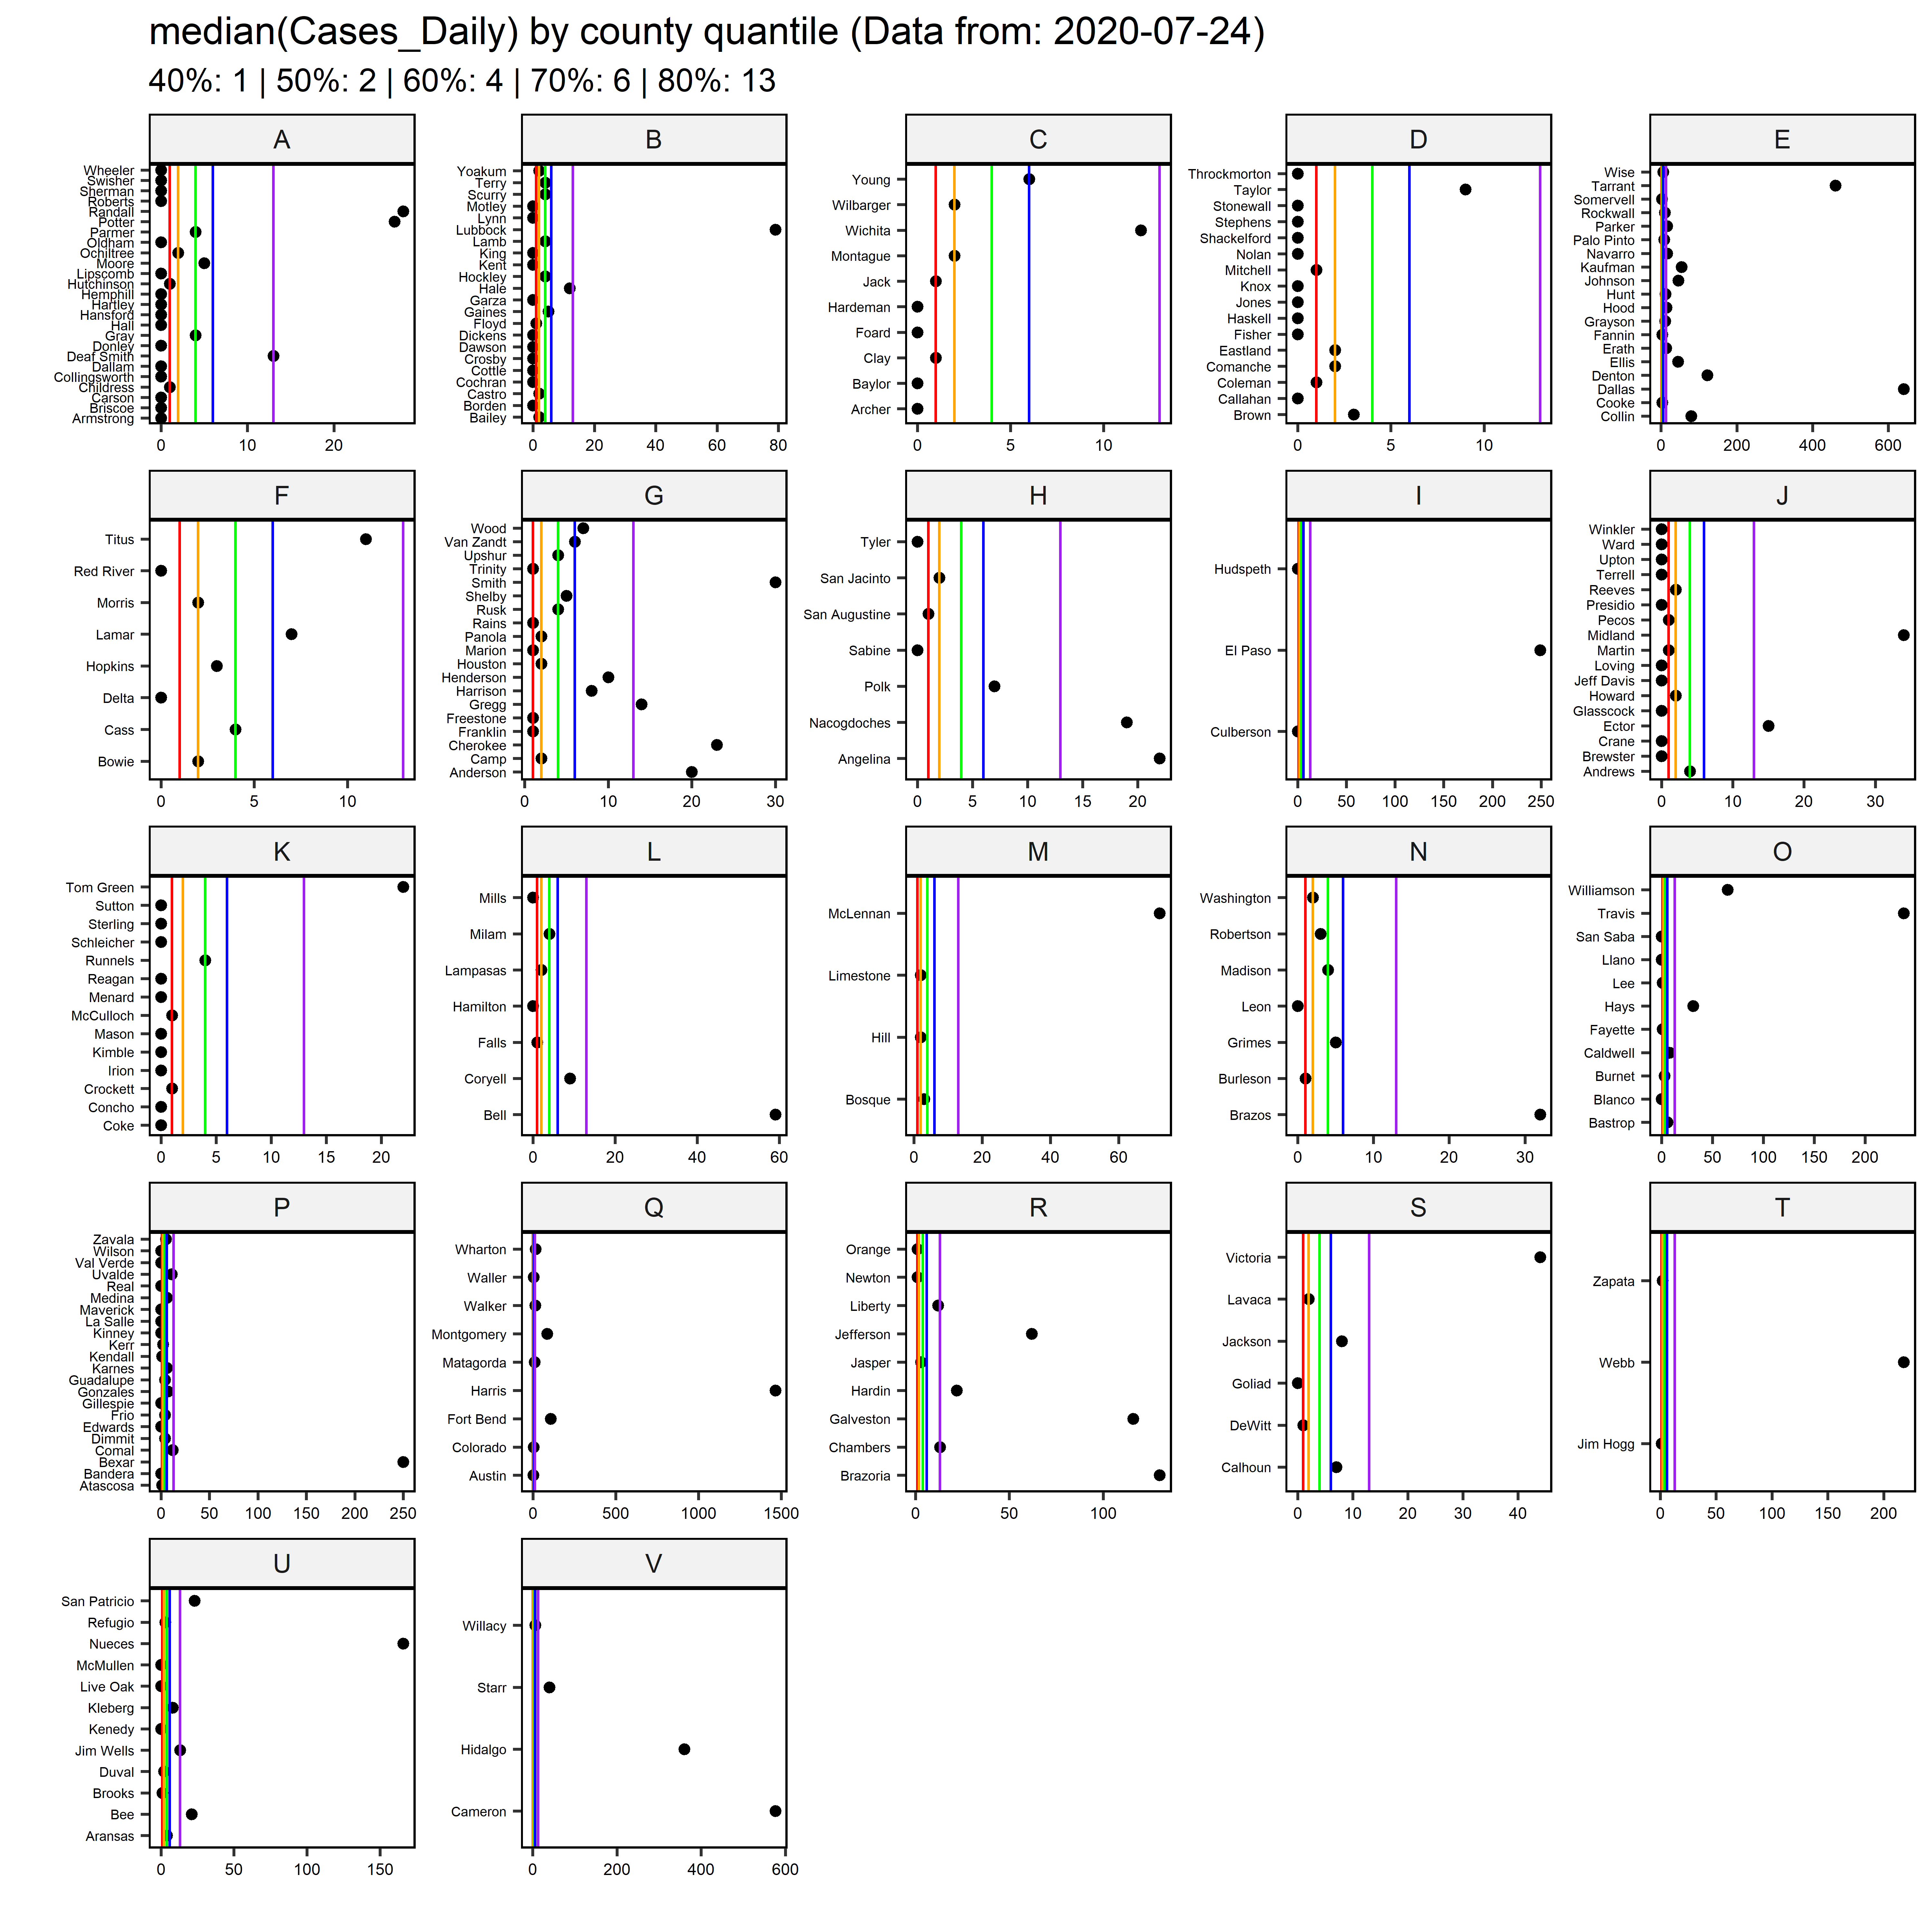 median(Cases_Daily) by county quantile (Data from: 2020-07-24)
40%: 1 | 50%: 2 | 60%: 4 | 70%: 6 | 80%: 13
A
Wheeler
Swisher
Sherman
Roberts
Randall
Potter
Parmer
Oldham
Ochiltree
Moore
Lipscomb
Hutchinson
Hemphill
Hartley
Hansford
Hall
Gray
Donley
Deaf Smith
Dallam
Collingsworth
Childress
Carson
Briscoe
Armstrong
0 10 20
B
Yoakum
Terry
Scurry
Motley
Lynn
Lubbock
Lamb
King
Kent
Hockley
Hale
Garza
Gaines
Floyd
Dickens
Dawson
Crosby
Cottle
Cochran
Castro
Borden
Bailey
0 20 40 60 80
C
Young
Wilbarger
Wichita
Montague
Jack
Hardeman
Foard
Clay
Baylor
Archer
0 5 10
D
Throckmorton
Taylor
Stonewall
Stephens
Shackelford
Nolan
Mitchell
Knox
Jones
Haskell
Fisher
Eastland
Comanche
Coleman
Callahan
Brown
0 5 10
E
Wise
Tarrant
Somervell
Rockwall
Parker
Palo Pinto
Navarro
Kaufman
Johnson
Hunt
Hood
Grayson
Fannin
Erath
Ellis
Denton
Dallas
Cooke
Collin
0 200 400 600
F
Titus
Red River
Morris
Lamar
Hopkins
Delta
Cass
Bowie
0 5 10
G
Wood
Van Zandt
Upshur
Trinity
Smith
Shelby
Rusk
Rains
Panola
Marion
Houston
Henderson
Harrison
Gregg
Freestone
Franklin
Cherokee
Camp
Anderson
0 10 20 30
H
Tyler
San Jacinto
San Augustine
Sabine
Polk
Nacogdoches
Angelina
0 5 10 15 20
I
Hudspeth
El Paso
Culberson
0 50 100 150 200 250
J
Winkler
Ward
Upton
Terrell
Reeves
Presidio
Pecos
Midland
Martin
Loving
Jeff Davis
Howard
Glasscock
Ector
Crane
Brewster
Andrews
0 10 20 30
K
Tom Green
Sutton
Sterling
Schleicher
Runnels
Reagan
Menard
McCulloch
Mason
Kimble
Irion
Crockett
Concho
Coke
0 5 10 15 20
L
Mills
Milam
Lampasas
Hamilton
Falls
Coryell
Bell
0 20 40 60
M
McLennan
Limestone
Hill
Bosque
0 20 40 60
N
Washington
Robertson
Madison
Leon
Grimes
Burleson
Brazos
0 10 20 30
O
Williamson
Travis
San Saba
Llano
Lee
Hays
Fayette
Caldwell
Burnet
Blanco
Bastrop
0 50 100 150 200
P
Zavala
Wilson
Val Verde
Uvalde
Real
Medina
Maverick
La Salle
Kinney
Kerr
Kendall
Karnes
Guadalupe
Gonzales
Gillespie
Frio
Edwards
Dimmit
Comal
Bexar
Bandera
Atascosa
0 50 100 150 200 250
Q
Wharton
Waller
Walker
Montgomery
Matagorda
Harris
Fort Bend
Colorado
Austin
0 500 1000 1500
R
Orange
Newton
Liberty
Jefferson
Jasper
Hardin
Galveston
Chambers
Brazoria
0 50 100
S
Victoria
Lavaca
Jackson
Goliad
DeWitt
Calhoun
0 10 20 30 40
T
Zapata
Webb
Jim Hogg
0 50 100 150 200
U
San Patricio
Refugio
Nueces
McMullen
Live Oak
Kleberg
Kenedy
Jim Wells
Duval
Brooks
Bee
Aransas
0 50 100 150
V
Willacy
Starr
Hidalgo
Cameron
0 200 400 600